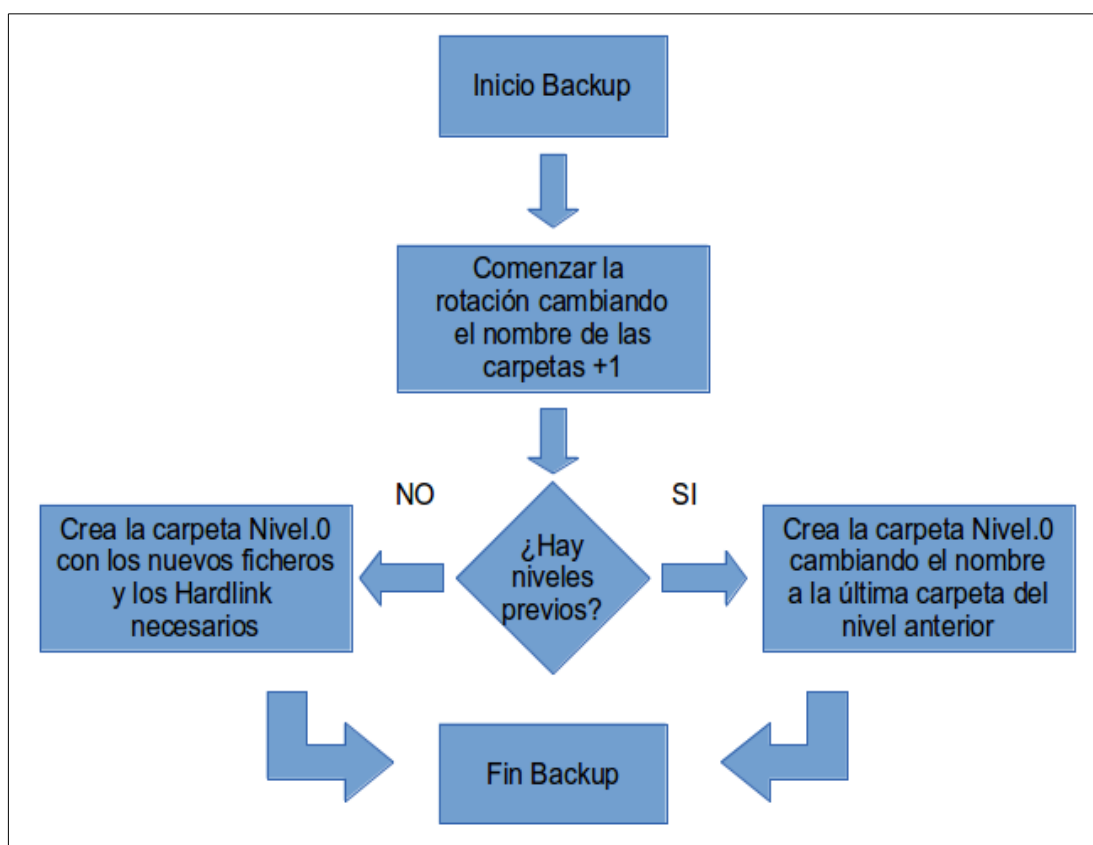 Inicio Backup
Comenzar la
rotación cambiando
el nombre de las
carpetas +1
NO
SI
Crea la carpeta Nivel.0
con los nuevos ficheros
y los Hardlink
necesarios
¿Hay
niveles
previos?
Crea la carpeta Nivel.0
cambiando el nombre
a la última carpeta del
nivel anterior
Fin Backup